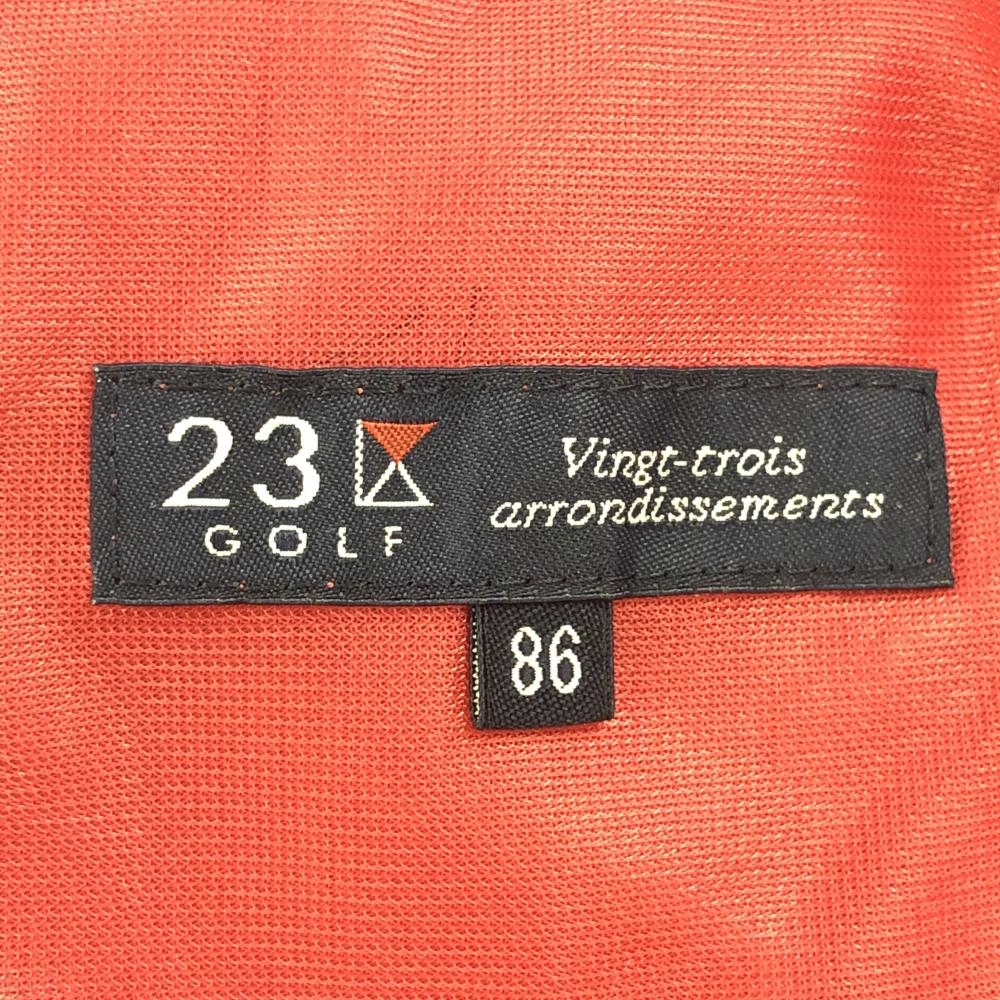 23
GOLF
Vingt-trois
arrondissements
86